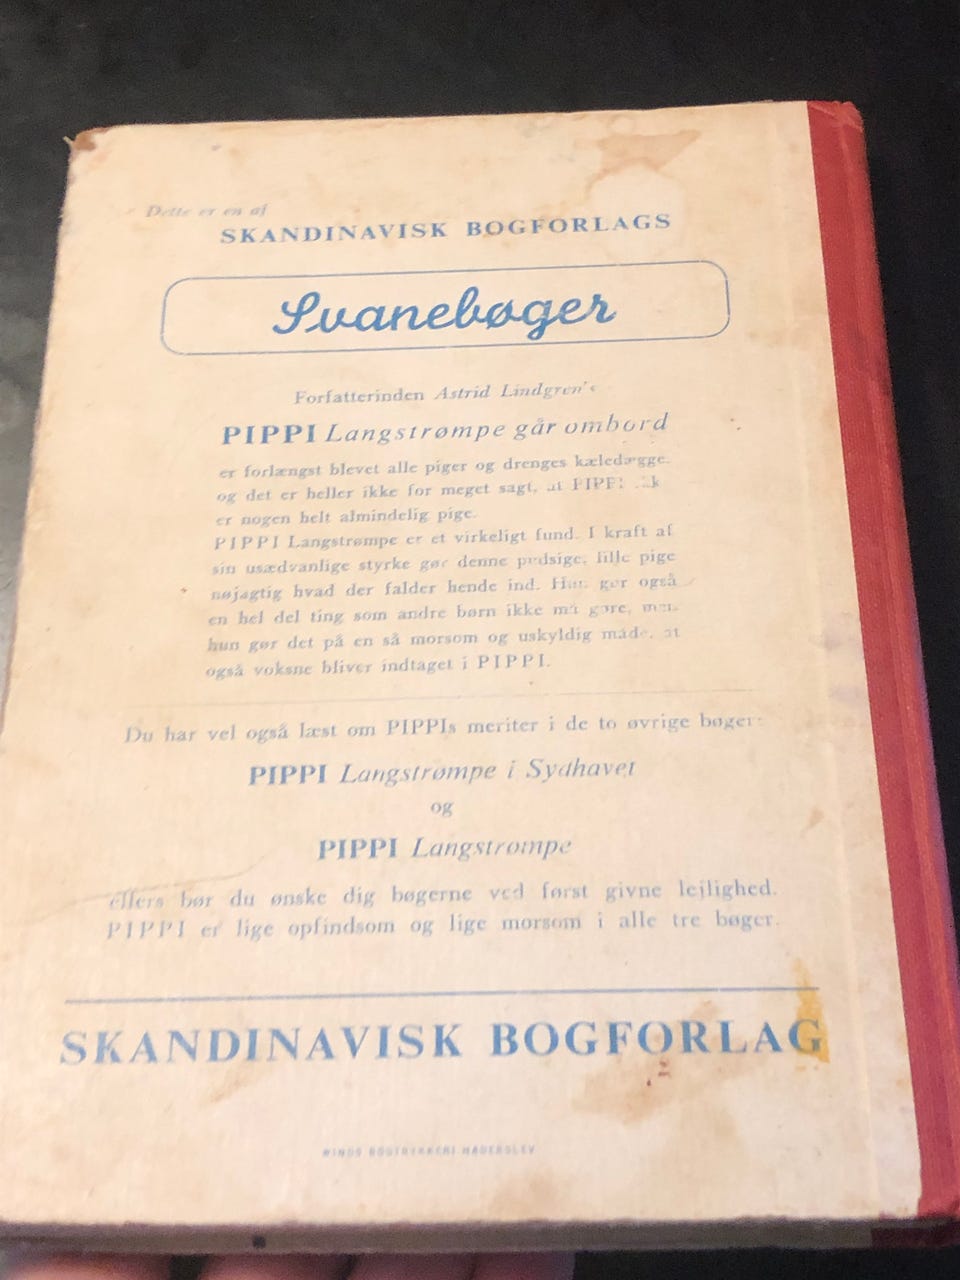 Dette er en af
SKANDINAVISK BOGFORLAGS
Svanebøger
Forfatterinden Astrid Lindgren's
PIPPI Langstrømpe går ombord
er forlængst blevet alle piger og drenges kæledægge.
og det er heller ikke for meget sagt, at PIPPI
er nogen helt almindelig pige.
PIPPI Langstrømpe er et virkeligt fund. I kraft af
sin usædvanlige styrke gør denne pudsige, lille pige
nøjagtig hvad der falder hende ind. Hun gør også
en hel del ting som andre børn ikke må gøre, men
hun gør det på en så morsom og uskyldig måde, at
også voksne bliver indtaget i PIPPI.
Du har vel også læst om PIPPIs meriter i de to øvrige bøger:
PIPPI Langstrømpe i Sydhavet
og
PIPPI Langstrømpe
ellers bør du ønske dig bøgerne ved først givne lejlighed.
PIPPI er lige opfindsom og lige morsom i alle tre bøger.
SKANDINAVISK BOGFORLAG
WINDS BOGTRYKKERI HADERSLEV